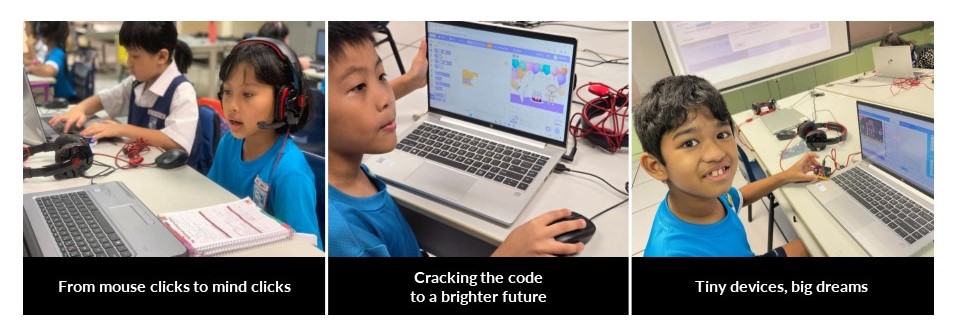 From mouse clicks to mind clicks
Cracking the code
to a brighter future
Tiny devices, big dreams